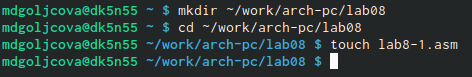 mdgoljcova@dk5n55 ~ $ mkdir ~/work/arch-pc/lab08
mdgoljcova@dk5n55 ~ $ cd ~/work/arch-pc/lab08
mdgoljcova@dk5n55 ~/work/arch-pc/lab08 $ touch lab8-1.asm
mdgoljcova@dk5n55 ~/work/arch-pc/lab08 $